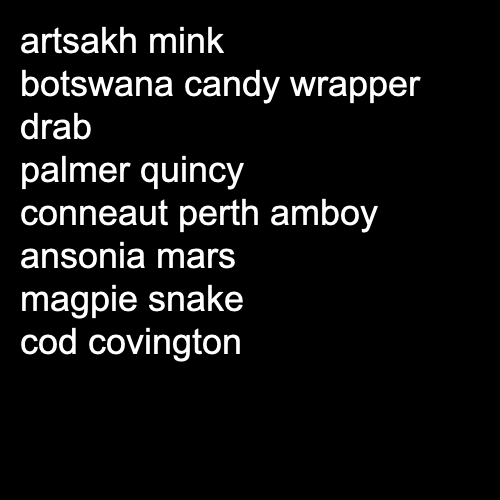 artsakh mink
botswana candy wrapper
drab
palmer quincy
conneaut perth amboy
ansonia mars
magpie snake
cod covington